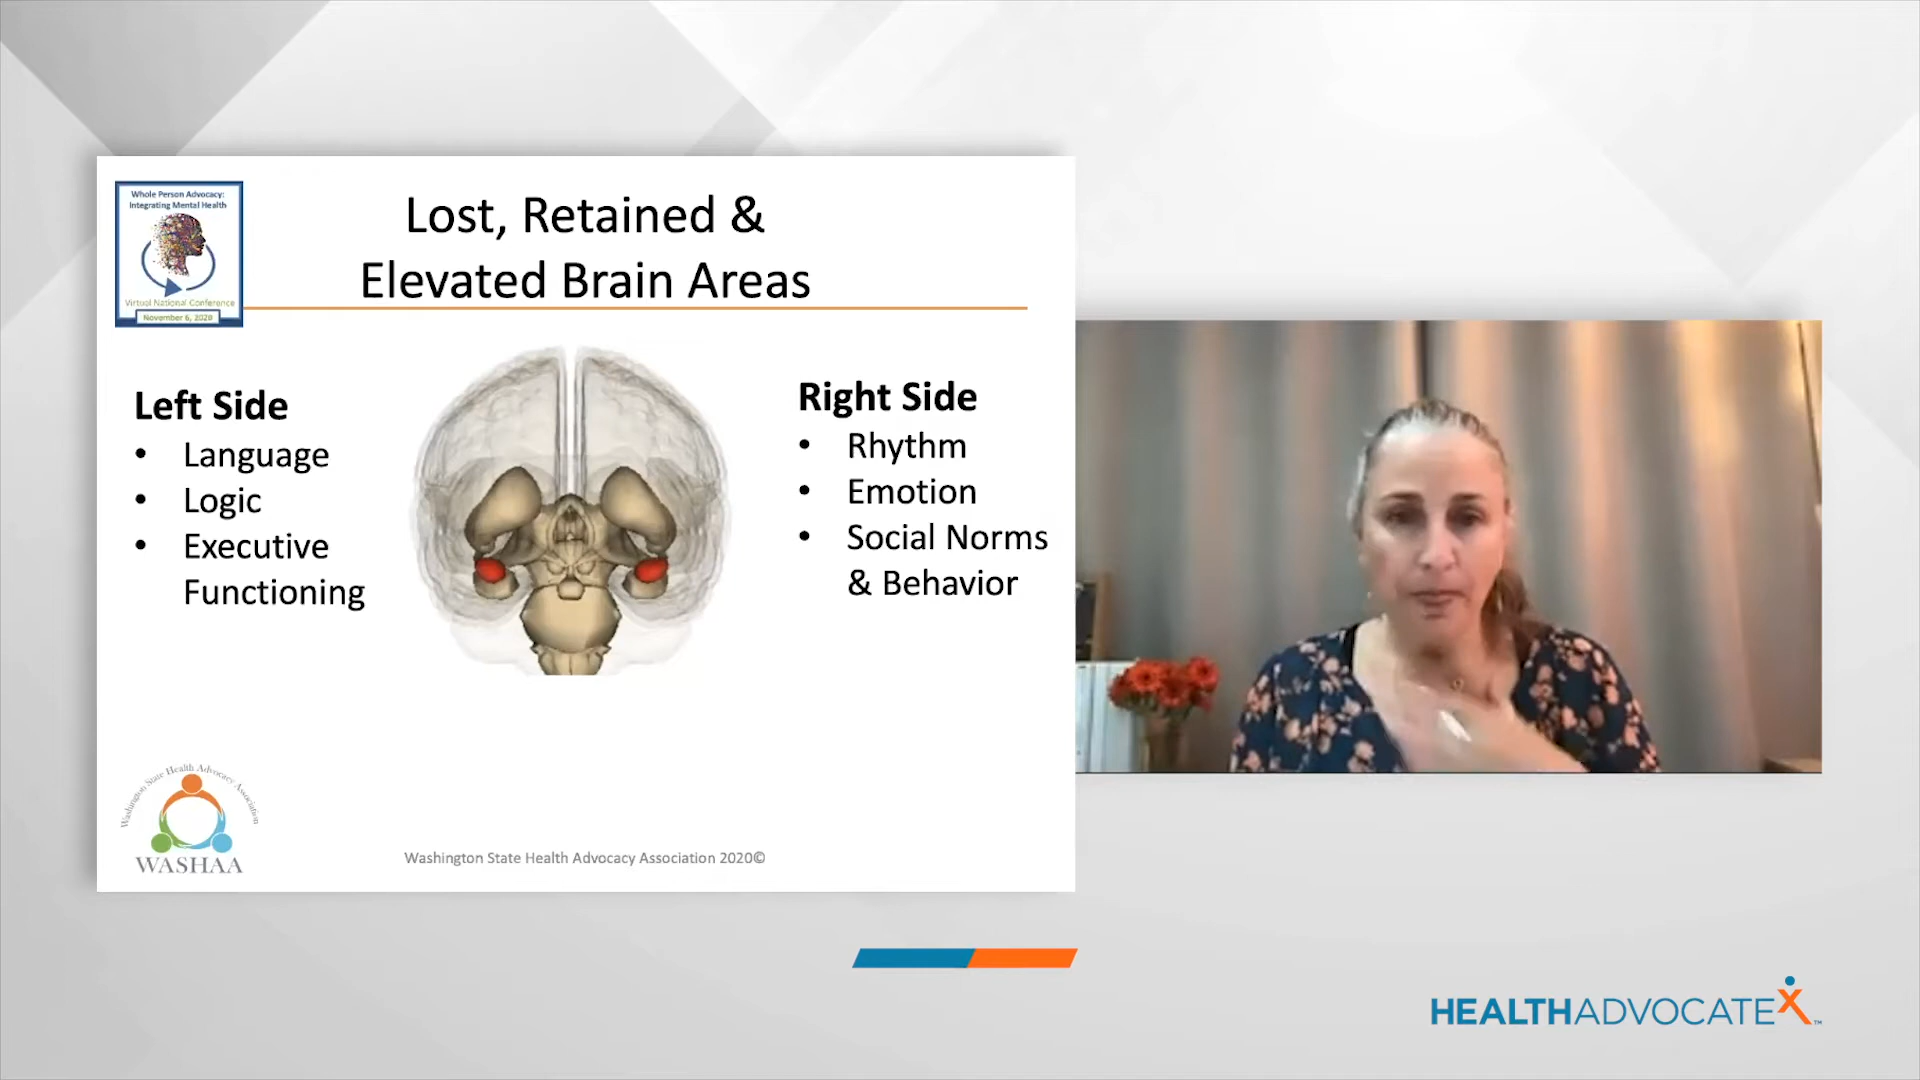 Whole Person Advocacy:
Integrating Mental Health
Virtual National Conference
November 6, 2020
Lost, Retained &
Elevated Brain Areas
Left Side
• Language
• Logic
• Executive
Functioning
Right Side
• Rhythm
• Emotion
• Social Norms
& Behavior
Washington State Health Advocacy Association
WASHAA
Washington State Health Advocacy Association 2020©
HEALTHADVOCATEX™